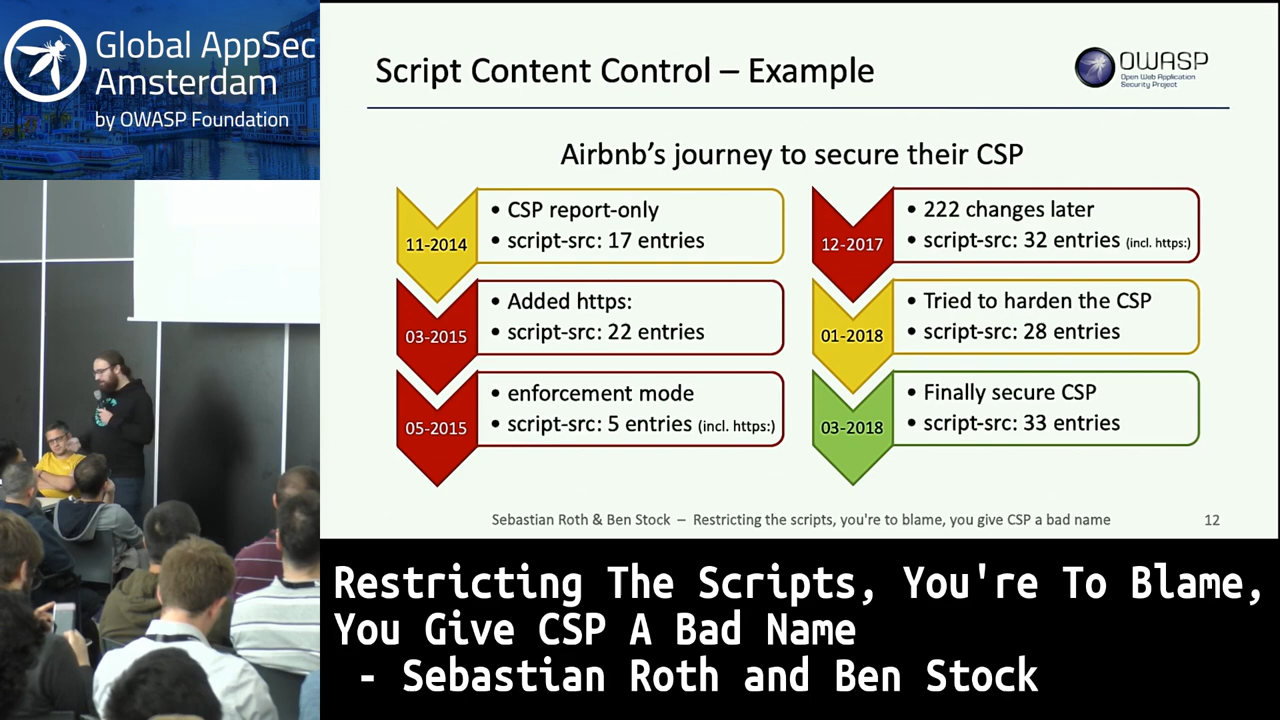 Global AppSec
Amsterdam
by OWASP Foundation
Script Content Control – Example
OWASP
Open Web Application
Security Project
Airbnb's journey to secure their CSP
11-2014
• CSP report-only
• script-src: 17 entries
03-2015
• Added https:
• script-src: 22 entries
05-2015
• enforcement mode
• script-src: 5 entries (incl. https:)
12-2017
• 222 changes later
• script-src: 32 entries (incl. https:)
01-2018
• Tried to harden the CSP
• script-src: 28 entries
03-2018
• Finally secure CSP
• script-src: 33 entries
Sebastian Roth & Ben Stock – Restricting the scripts, you're to blame, you give CSP a bad name
12
Restricting The Scripts, You're To Blame,
You Give CSP A Bad Name
- Sebastian Roth and Ben Stock